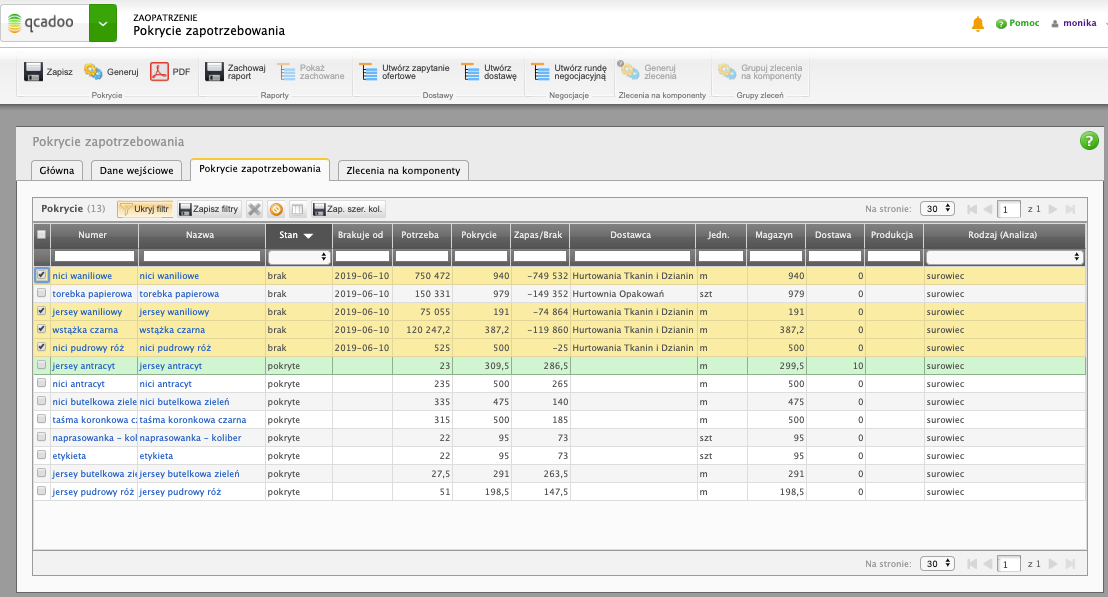 qcadoo
ZAOPATRZENIE
Pokrycie zapotrzebowania
Pomoc
monika
Zapisz
Generuj
PDF
Pokrycie
Zachowaj raport
Pokaż zachowane
Raporty
Utwórz zapytanie ofertowe
Utwórz dostawę
Dostawy
Utwórz rundę negocjacyjną
Negocjacje
Generuj zlecenia
Zlecenia na komponenty
Grupuj zlecenia na komponenty
Grupy zleceń
Pokrycie zapotrzebowania
Główna Dane wejściowe Pokrycie zapotrzebowania Zlecenia na komponenty
Pokrycie (13) Ukryj filtr Zapisz filtry Zap. szer. kol. Na stronie: 30 1 z 1
Numer Nazwa Stan Brakuje od Potrzeba Pokrycie Zapas/Brak Dostawca Jedn. Magazyn Dostawa Produkcja Rodzaj (Analiza)
nici waniliowe nici waniliowe brak 2019-06-10 750 472 940 -749 532 Hurtowania Tkanin i Dzianin m 940 0 surowiec
torebka papierowa torebka papierowa brak 2019-06-10 150 331 979 -149 352 Hurtownia Opakowań szt 979 0 surowiec
jersey waniliowy jersey waniliowy brak 2019-06-10 75 055 191 -74 864 Hurtowania Tkanin i Dzianin m 191 0 surowiec
wstążka czarna wstążka czarna brak 2019-06-10 120 247,2 387,2 -119 860 Hurtowania Tkanin i Dzianin m 387,2 0 surowiec
nici pudrowy róż nici pudrowy róż brak 2019-06-10 525 500 -25 Hurtowania Tkanin i Dzianin m 500 0 surowiec
jersey antracyt jersey antracyt pokryte 23 309,5 286,5 m 299,5 10 surowiec
nici antracyt nici antracyt pokryte 235 500 265 m 500 0 surowiec
nici butelkowa ziele nici butelkowa zieleń pokryte 335 475 140 m 475 0 surowiec
taśma koronkowa cz taśma koronkowa czarna pokryte 315 500 185 m 500 0 surowiec
naprasowanka - kol naprasowanka - koliber pokryte 22 95 73 szt 95 0 surowiec
etykieta etykieta pokryte 22 95 73 szt 95 0 surowiec
jersey butelkowa zie jersey butelkowa zieleń pokryte 27,5 291 263,5 m 291 0 surowiec
jersey pudrowy róż jersey pudrowy róż pokryte 51 198,5 147,5 m 198,5 0 surowiec
Na stronie: 30 1 z 1